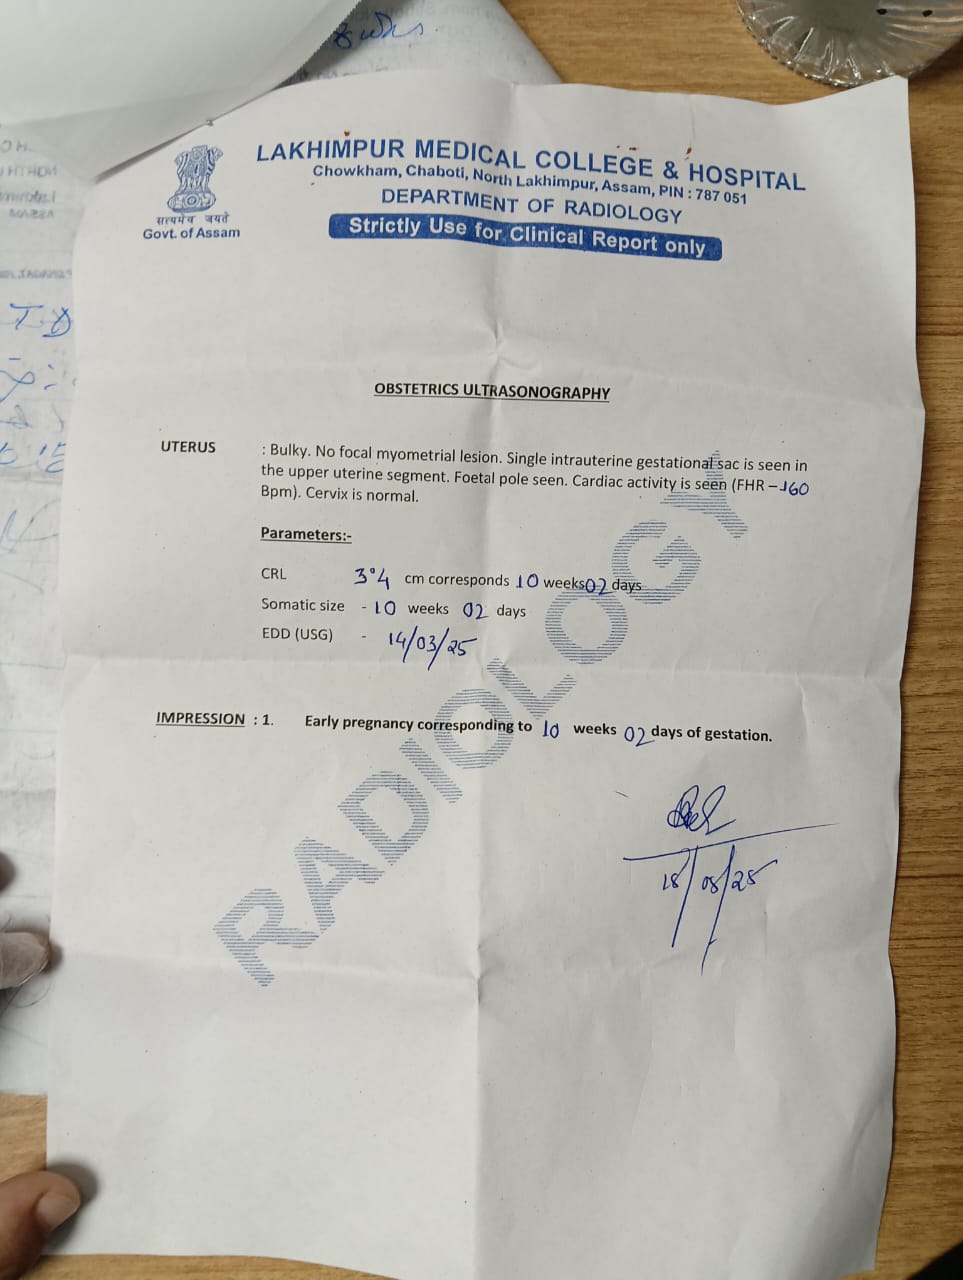 सत्यमेव जयते
Govt. of Assam
LAKHIMPUR MEDICAL COLLEGE & HOSPITAL
Chowkham, Chaboti, North Lakhimpur, Assam, PIN : 787 051
DEPARTMENT OF RADIOLOGY
Strictly Use for Clinical Report only
OBSTETRICS ULTRASONOGRAPHY
UTERUS : Bulky. No focal myometrial lesion. Single intrauterine gestational sac is seen in
the upper uterine segment. Foetal pole seen. Cardiac activity is seen (FHR – 160
Bpm). Cervix is normal.
Parameters:-
CRL 3.4 cm corresponds 10 weeks 02 days
Somatic size - 10 weeks 02 days
EDD (USG) - 14/03/25
IMPRESSION : 1. Early pregnancy corresponding to 10 weeks 02 days of gestation.
18/08/25
RADIOLOGY